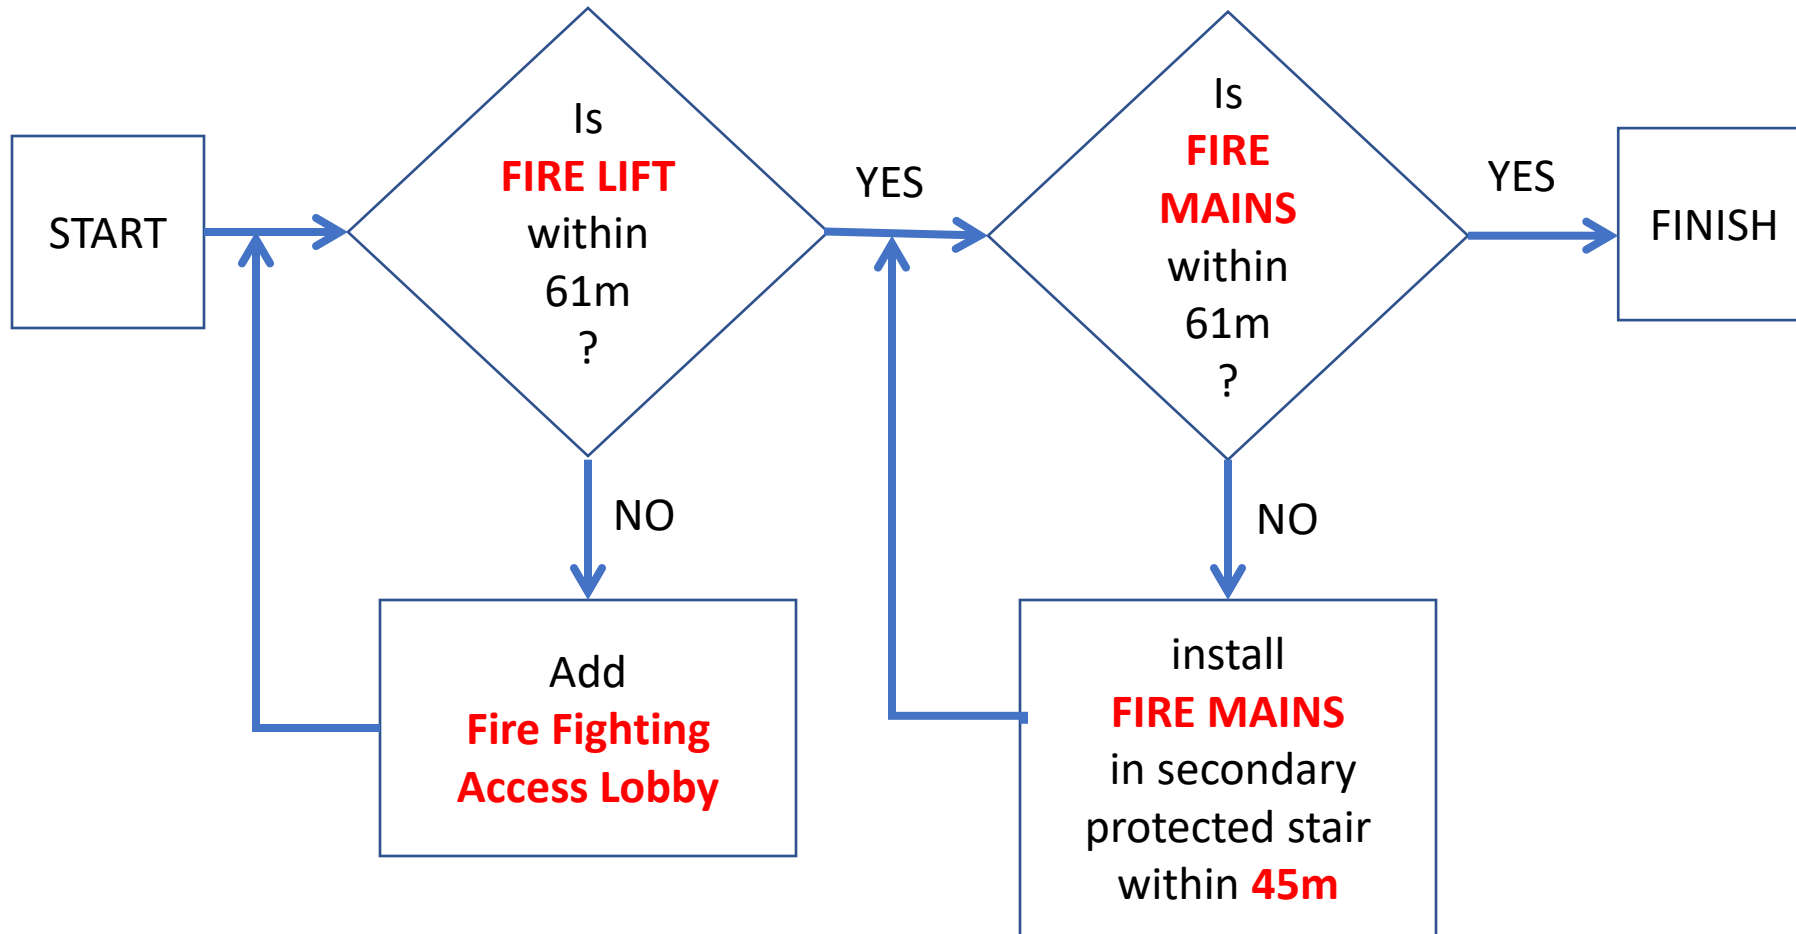 START
Is
FIRE LIFT
within
61m
?
YES
NO
Add
Fire Fighting
Access Lobby
Is
FIRE
MAINS
within
61m
?
YES
NO
install
FIRE MAINS
in secondary
protected stair
within 45m
FINISH